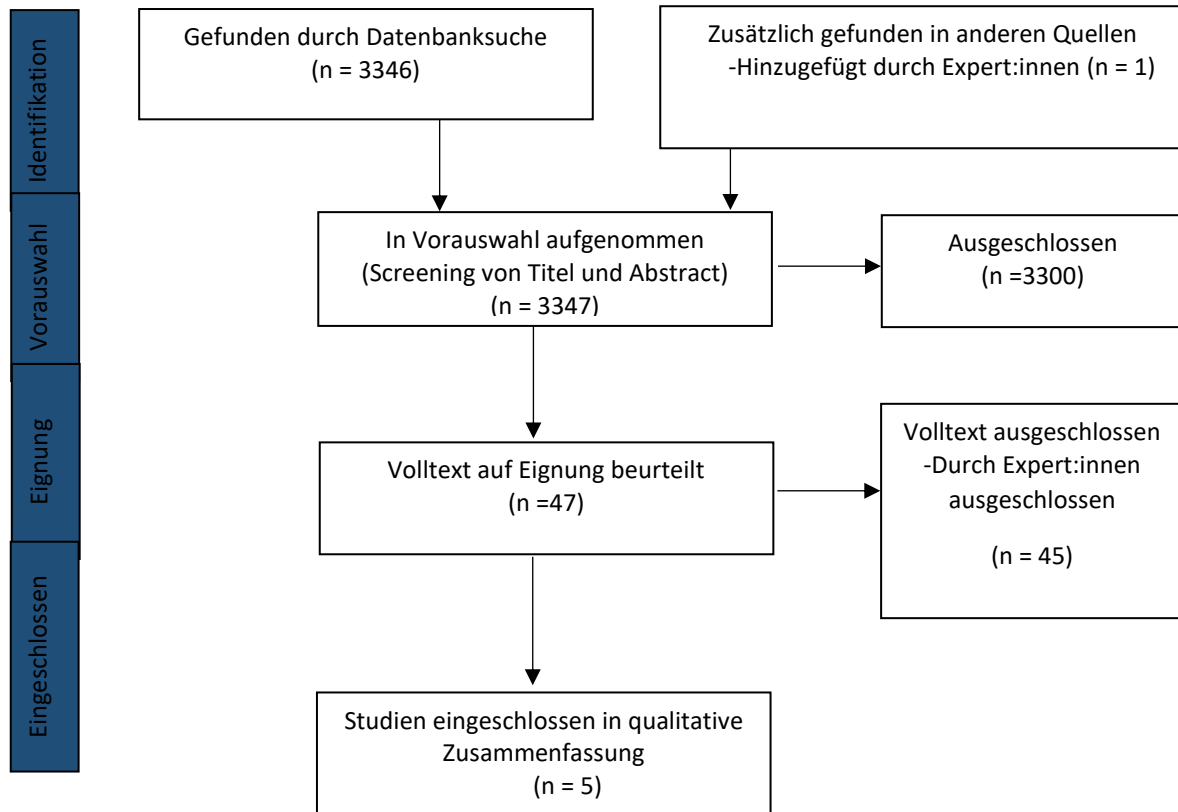 Identifikation
Gefunden durch Datenbanksuche
(n = 3346)
Zusätzlich gefunden in anderen Quellen
-Hinzugefügt durch Expert:innen (n = 1)
Vorauswahl
In Vorauswahl aufgenommen
(Screening von Titel und Abstract)
(n = 3347)
Ausgeschlossen
(n =3300)
Eignung
Volltext auf Eignung beurteilt
(n =47)
Volltext ausgeschlossen
-Durch Expert:innen
ausgeschlossen
(n = 45)
Eingeschlossen
Studien eingeschlossen in qualitative
Zusammenfassung
(n = 5)